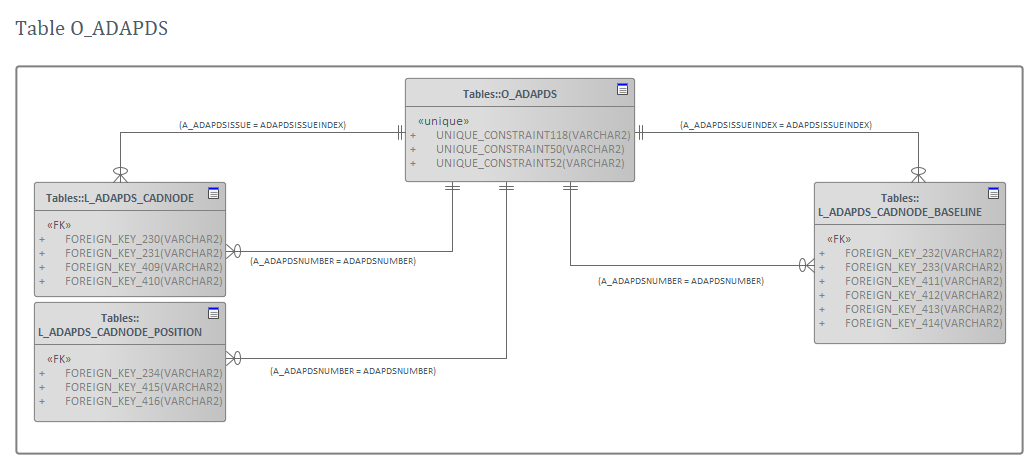 Table O_ADAPDS
Tables::O_ADAPDS
«unique»
+ UNIQUE_CONSTRAINT118(VARCHAR2)
+ UNIQUE_CONSTRAINT50(VARCHAR2)
+ UNIQUE_CONSTRAINT52(VARCHAR2)
(A_ADAPDSISSUE = ADAPDSISSUEINDEX)
(A_ADAPDSISSUEINDEX = ADAPDSISSUEINDEX)
Tables::L_ADAPDS_CADNODE
«FK»
+ FOREIGN_KEY_230(VARCHAR2)
+ FOREIGN_KEY_231(VARCHAR2)
+ FOREIGN_KEY_409(VARCHAR2)
+ FOREIGN_KEY_410(VARCHAR2)
(A_ADAPDSNUMBER = ADAPDSNUMBER)
Tables::
L_ADAPDS_CADNODE_BASELINE
«FK»
+ FOREIGN_KEY_232(VARCHAR2)
+ FOREIGN_KEY_233(VARCHAR2)
+ FOREIGN_KEY_411(VARCHAR2)
+ FOREIGN_KEY_412(VARCHAR2)
+ FOREIGN_KEY_413(VARCHAR2)
+ FOREIGN_KEY_414(VARCHAR2)
(A_ADAPDSNUMBER = ADAPDSNUMBER)
Tables::
L_ADAPDS_CADNODE_POSITION
«FK»
+ FOREIGN_KEY_234(VARCHAR2)
+ FOREIGN_KEY_415(VARCHAR2)
+ FOREIGN_KEY_416(VARCHAR2)
(A_ADAPDSNUMBER = ADAPDSNUMBER)